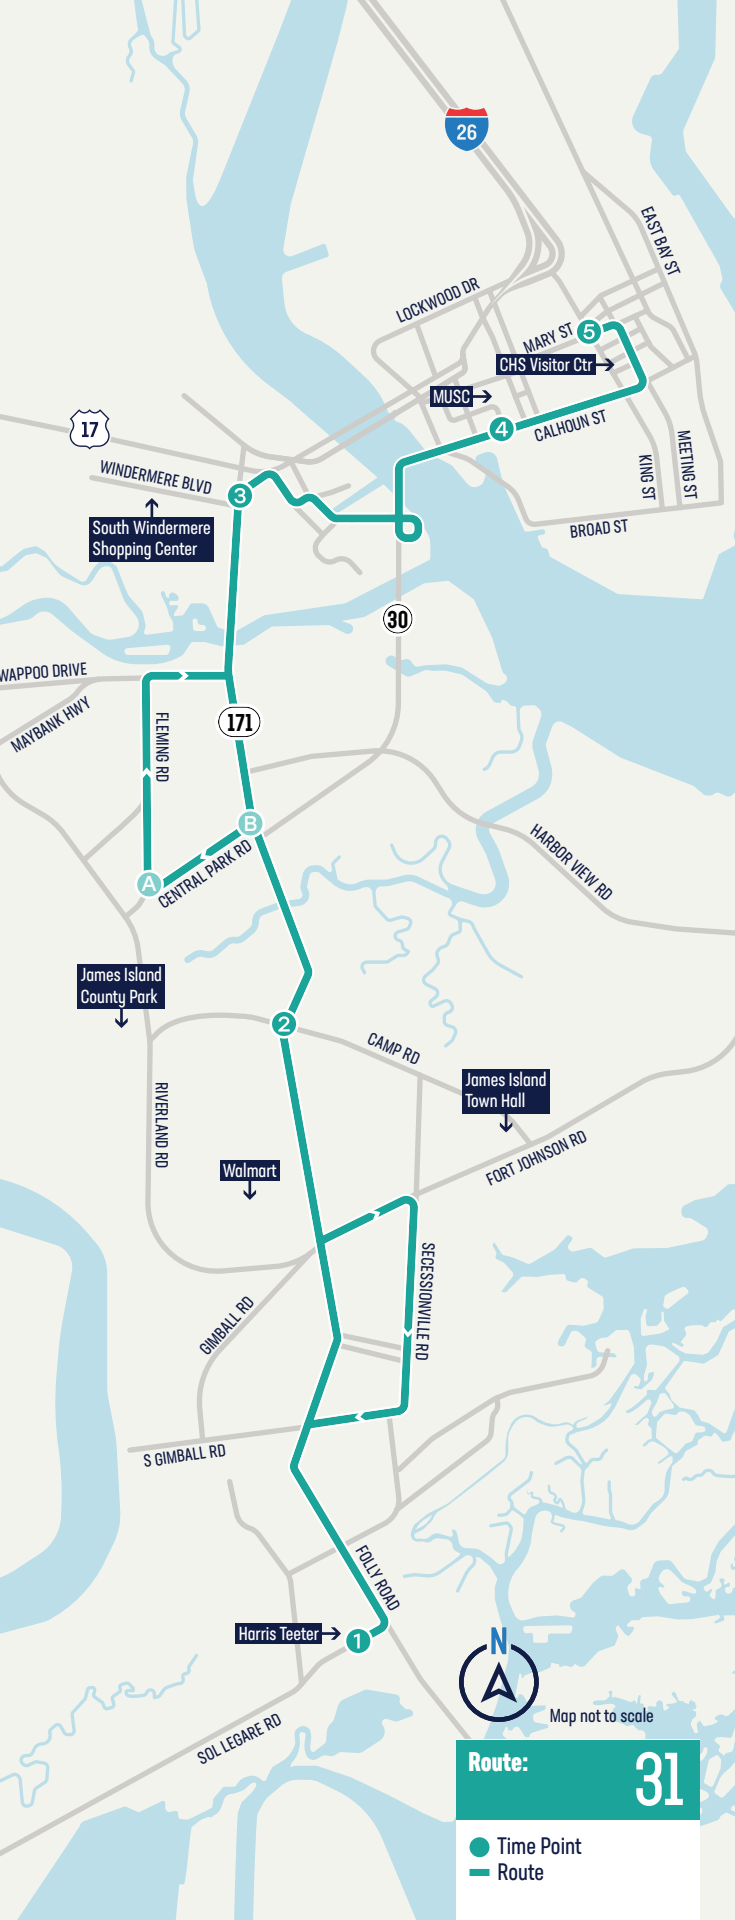 26
EAST BAY ST
LOCKWOOD DR
MARY ST
5
CHS Visitor Ctr
MUSC
4
CALHOUN ST
17
WINDERMERE BLVD
3
KING ST
MEETING ST
South Windermere
Shopping Center
BROAD ST
30
WAPPOO DRIVE
MAYBANK HWY
FLEMING RD
171
B
HARBOR VIEW RD
A
CENTRAL PARK RD
James Island
County Park
2
CAMP RD
James Island
Town Hall
RIVERLAND RD
FORT JOHNSON RD
Walmart
SECESSIONVILLE RD
GIMBALL RD
S GIMBALL RD
FOLLY ROAD
Harris Teeter
1
N
Map not to scale
SOL LEGARE RD
Route:
31
Time Point
Route